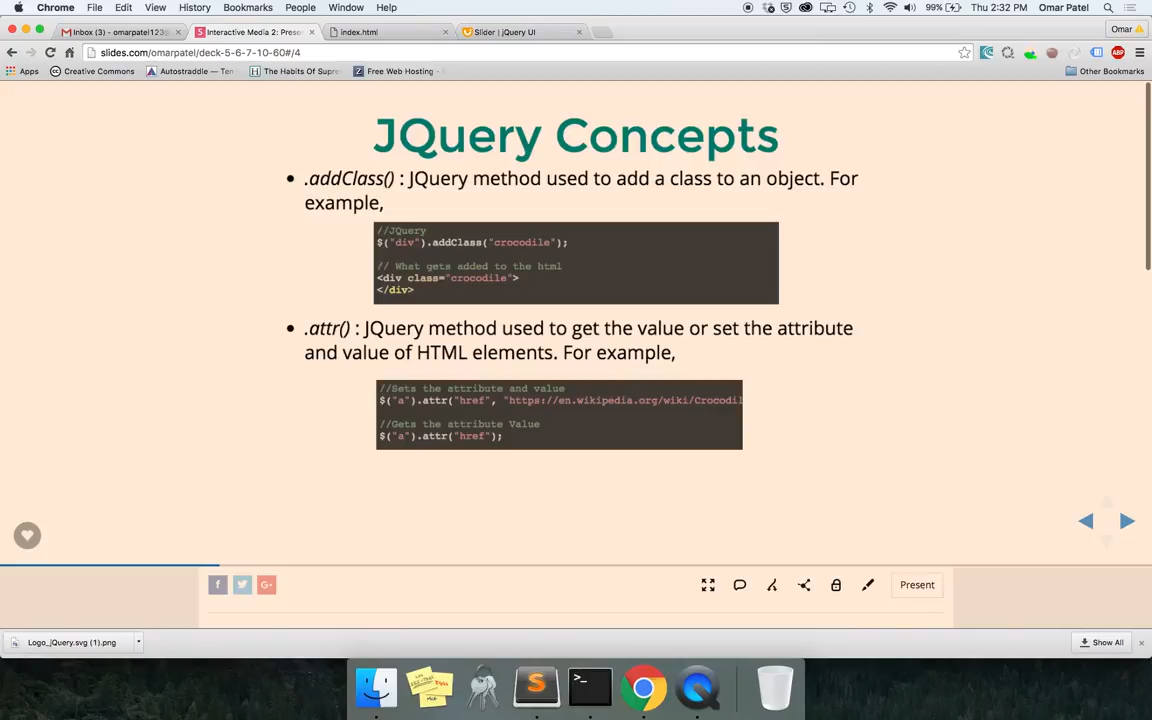 Chrome File Edit View History Bookmarks People Window Help 99% Thu 2:32 PM Omar Patel
Inbox (3) - omarpatel123@ Interactive Media 2: Presen index.html Slider | jQuery UI Omar
slides.com/omarpatel/deck-5-6-7-10-60#/4
Apps Creative Commons Autostraddle — Ten The Habits Of Supre Free Web Hosting - Other Bookmarks
JQuery Concepts
• .addClass() : JQuery method used to add a class to an object. For
example,
//JQuery
$("div").addClass("crocodile");
// What gets added to the html
<div class="crocodile">
</div>
• .attr() : JQuery method used to get the value or set the attribute
and value of HTML elements. For example,
//Sets the attribute and value
$("a").attr("href", "https://en.wikipedia.org/wiki/Crocodil
//Gets the attribute Value
$("a").attr("href");
Present
Logo_jQuery.svg (1).png Show All